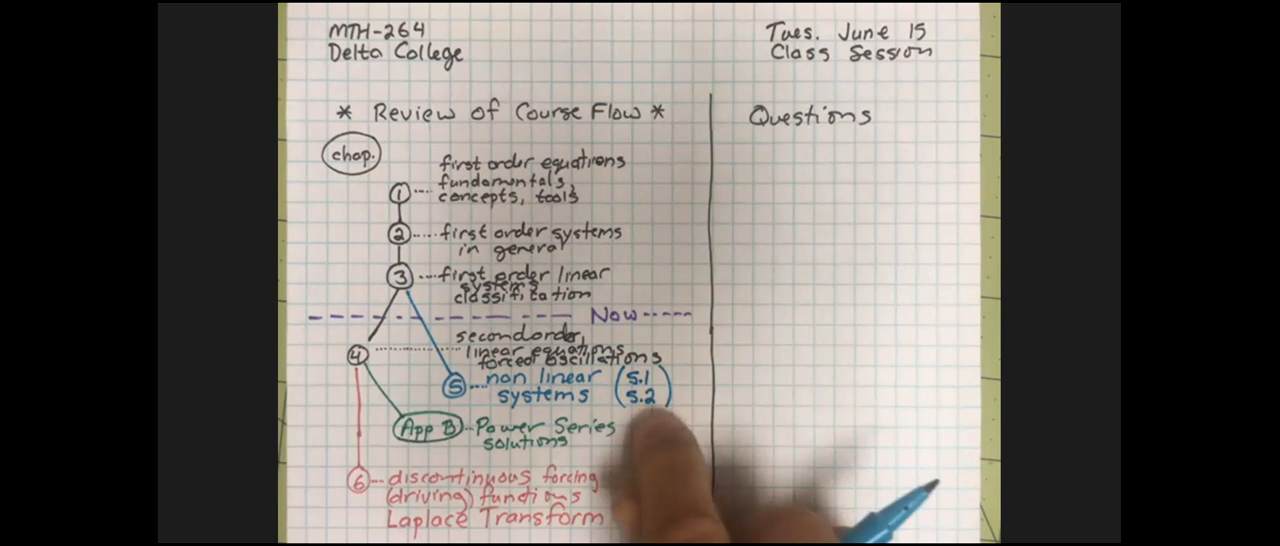 MTH-264
Delta College
Tues. June 15
Class Session
* Review of Course Flow *
Questions
chap.
1 .... first order equations
fundamentals,
concepts, tools
2 .... first order systems
in general
3 .... first order linear
systems
classification
Now
4 .... second order,
linear equations
forced oscillations
5 ... non linear (5.1
systems 5.2)
App B .. Power Series
solutions
6 ... discontinuous forcing
(driving) functions
Laplace Transform